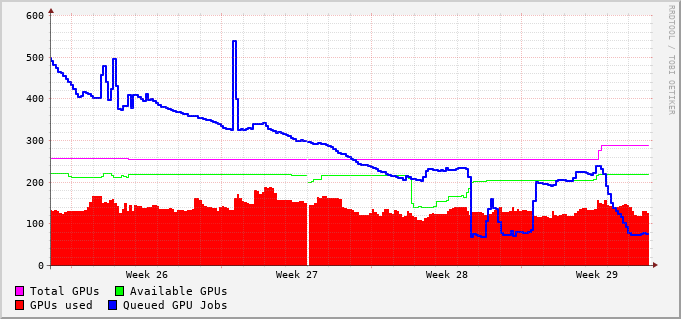 600
500
400
300
200
100
0
Week 26 Week 27 Week 28 Week 29
Total GPUs Available GPUs
GPUs used Queued GPU Jobs
RRDTOOL / TOBI OETIKER